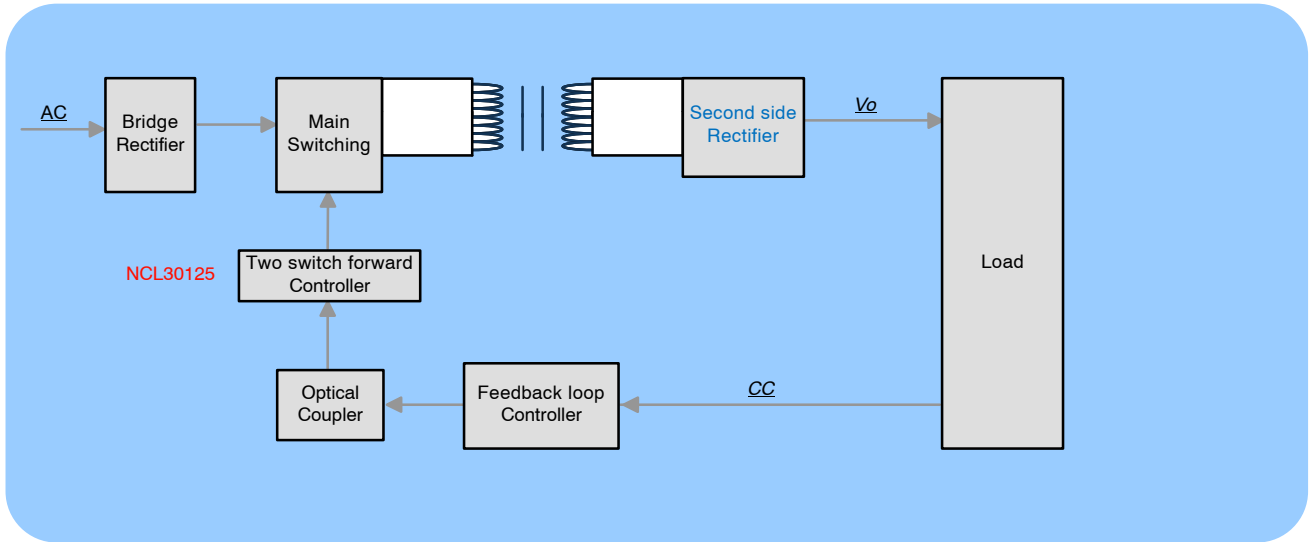 AC
Bridge
Rectifier
Main
Switching
Second side
Rectifier
Vo
Load
NCL30125
Two switch forward
Controller
Optical
Coupler
Feedback loop
Controller
CC